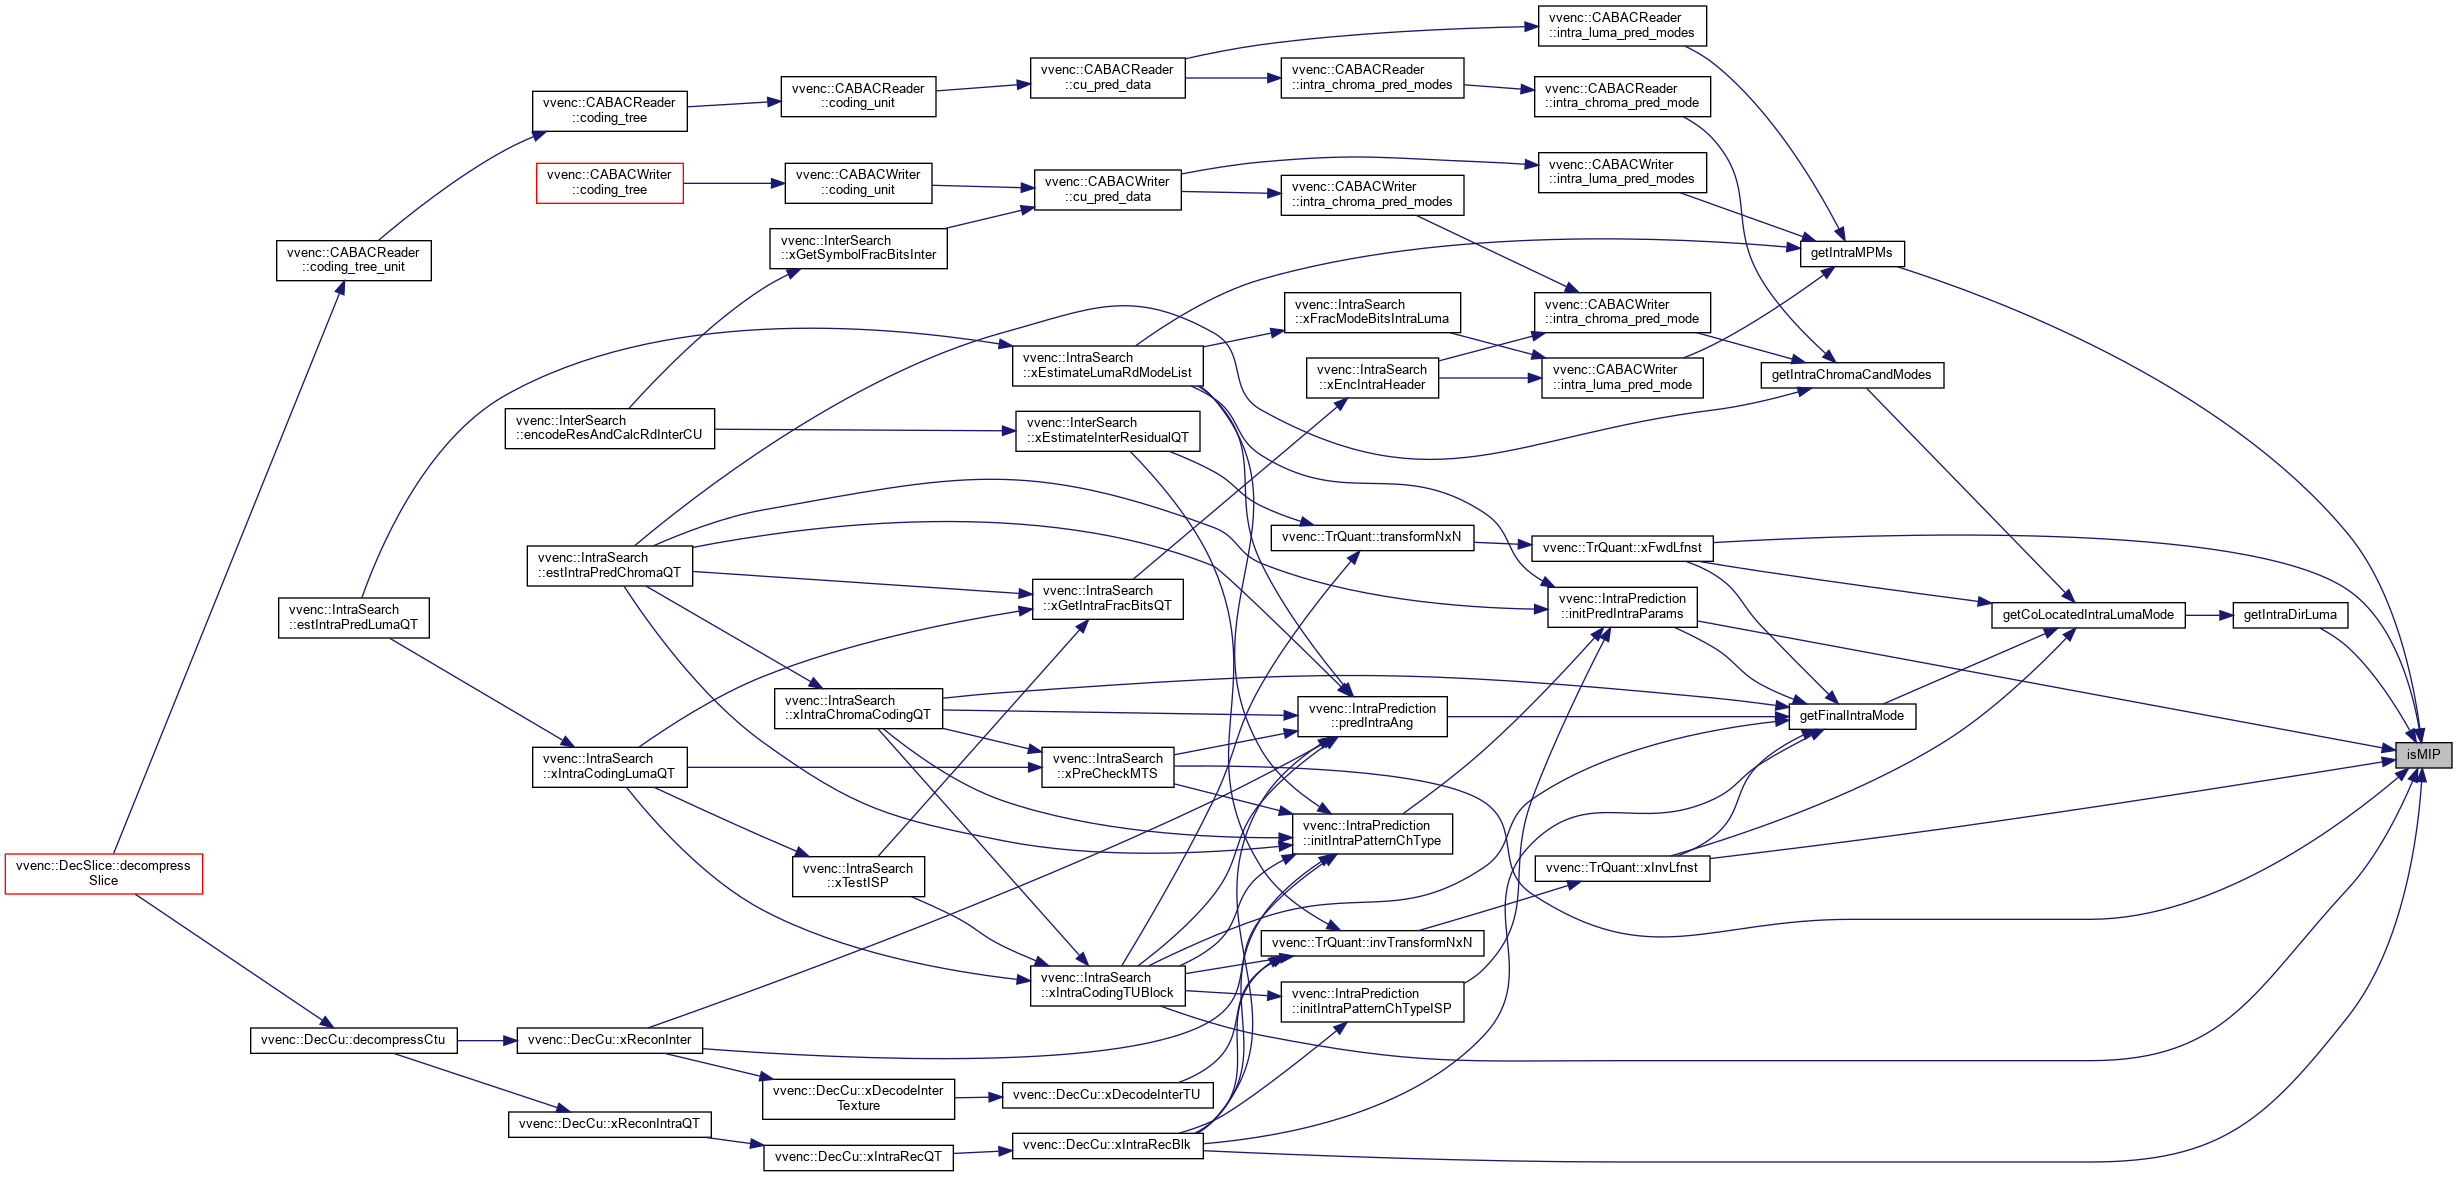 vvenc::CABACReader
::intra_luma_pred_modes
vvenc::CABACReader
::cu_pred_data
vvenc::CABACReader
::intra_chroma_pred_modes
vvenc::CABACReader
::intra_chroma_pred_mode
vvenc::CABACReader
::coding_unit
vvenc::CABACReader
::coding_tree
vvenc::CABACWriter
::coding_tree
vvenc::CABACWriter
::coding_unit
vvenc::CABACWriter
::cu_pred_data
vvenc::CABACWriter
::intra_chroma_pred_modes
vvenc::CABACWriter
::intra_luma_pred_modes
vvenc::CABACReader
::coding_tree_unit
vvenc::InterSearch
::xGetSymbolFracBitsInter
getIntraMPMs
vvenc::IntraSearch
::xFracModeBitsIntraLuma
vvenc::CABACWriter
::intra_chroma_pred_mode
vvenc::IntraSearch
::xEstimateLumaRdModeList
vvenc::IntraSearch
::xEncIntraHeader
vvenc::CABACWriter
::intra_luma_pred_mode
getIntraChromaCandModes
vvenc::InterSearch
::encodeResAndCalcRdInterCU
vvenc::InterSearch
::xEstimateInterResidualQT
vvenc::TrQuant::transformNxN
vvenc::TrQuant::xFwdLfnst
vvenc::IntraSearch
::estIntraPredChromaQT
vvenc::IntraSearch
::estIntraPredLumaQT
vvenc::IntraSearch
::xGetIntraFracBitsQT
vvenc::IntraPrediction
::initPredIntraParams
getCoLocatedIntraLumaMode
getIntraDirLuma
vvenc::IntraSearch
::xIntraChromaCodingQT
vvenc::IntraPrediction
::predIntraAng
getFinalIntraMode
isMIP
vvenc::IntraSearch
::xIntraCodingLumaQT
vvenc::IntraSearch
::xPreCheckMTS
vvenc::IntraPrediction
::initIntraPatternChType
vvenc::DecSlice::decompress
Slice
vvenc::IntraSearch
::xTestISP
vvenc::TrQuant::xInvLfnst
vvenc::TrQuant::invTransformNxN
vvenc::IntraSearch
::xIntraCodingTUBlock
vvenc::IntraPrediction
::initIntraPatternChTypeISP
vvenc::DecCu::decompressCtu
vvenc::DecCu::xReconInter
vvenc::DecCu::xDecodeInter
Texture
vvenc::DecCu::xDecodeInterTU
vvenc::DecCu::xReconIntraQT
vvenc::DecCu::xIntraRecQT
vvenc::DecCu::xIntraRecBlk